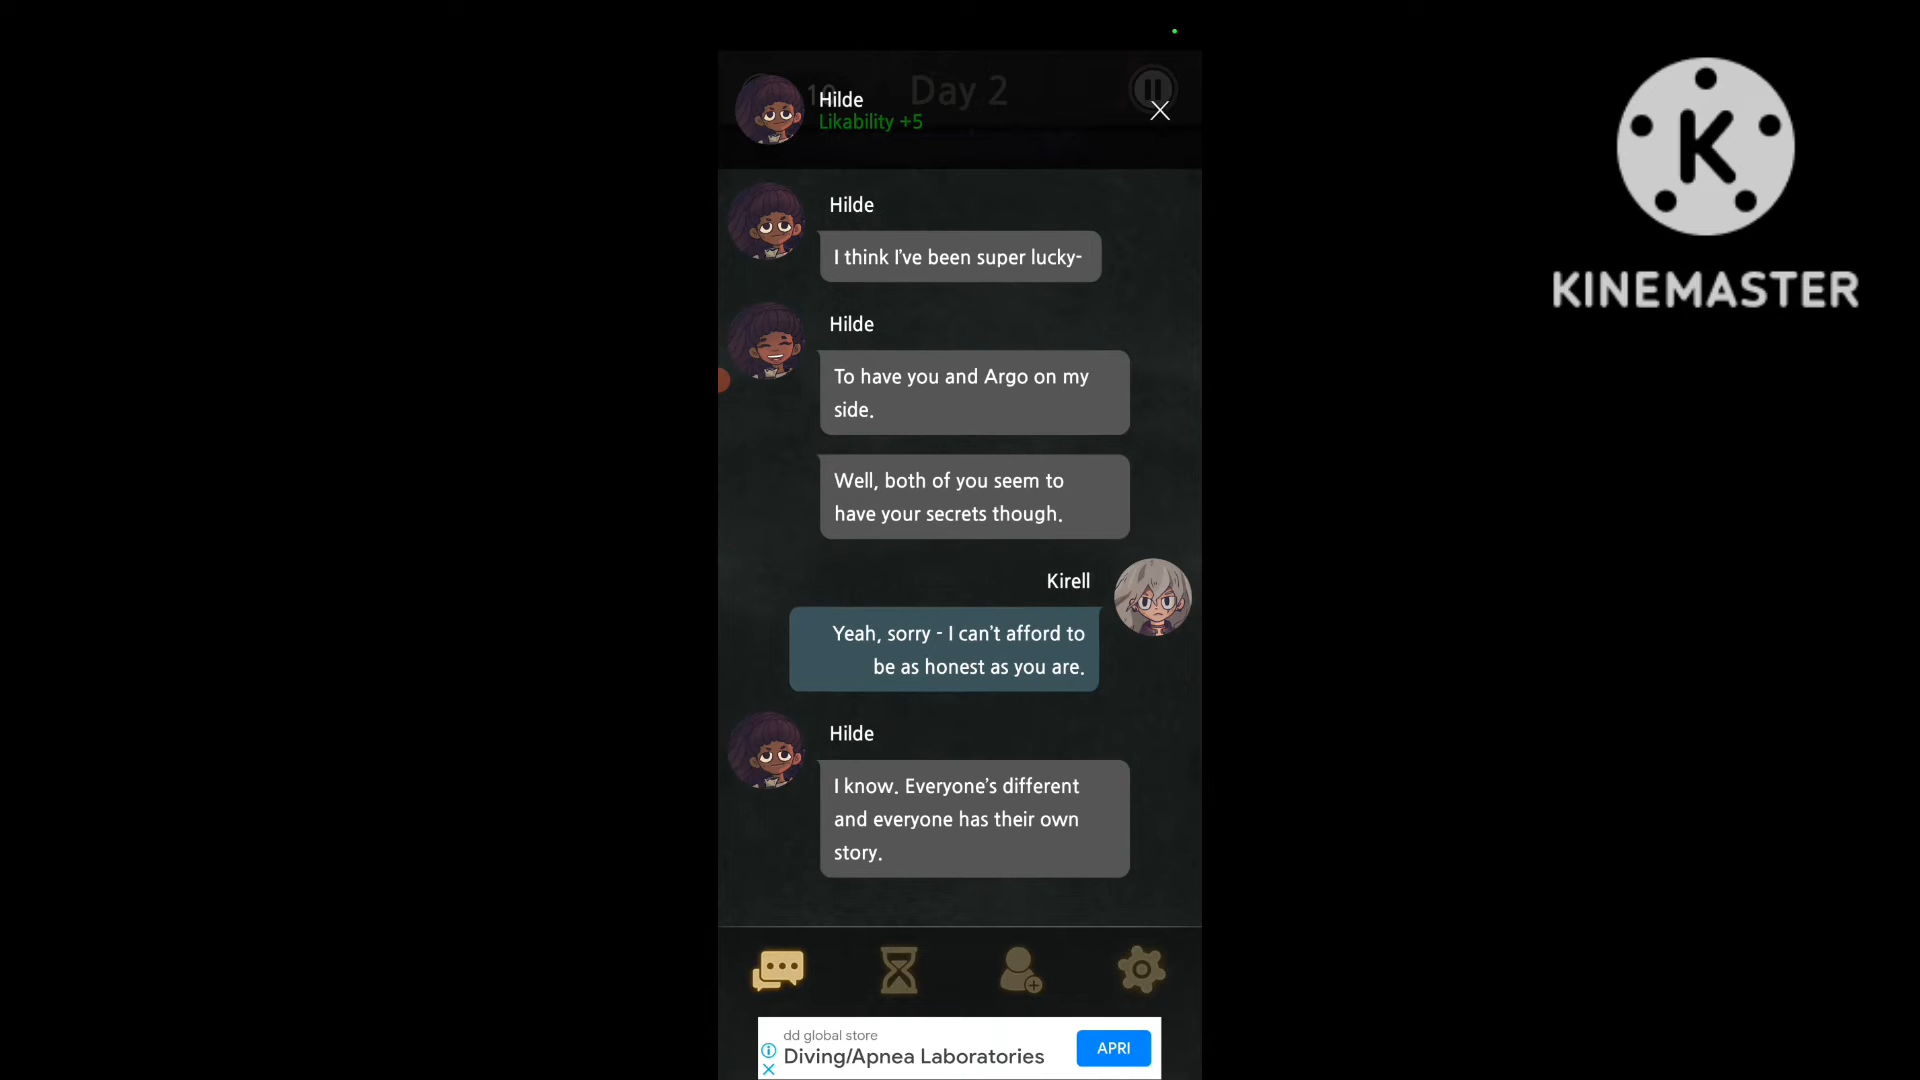 10
Day 2
Hilde
Likability +5
Hilde
I think I've been super lucky-
Hilde
To have you and Argo on my
side.
Well, both of you seem to
have your secrets though.
Kirell
Yeah, sorry - I can't afford to
be as honest as you are.
Hilde
I know. Everyone's different
and everyone has their own
story.
dd global store
Diving/Apnea Laboratories
APRI
K
KINEMASTER